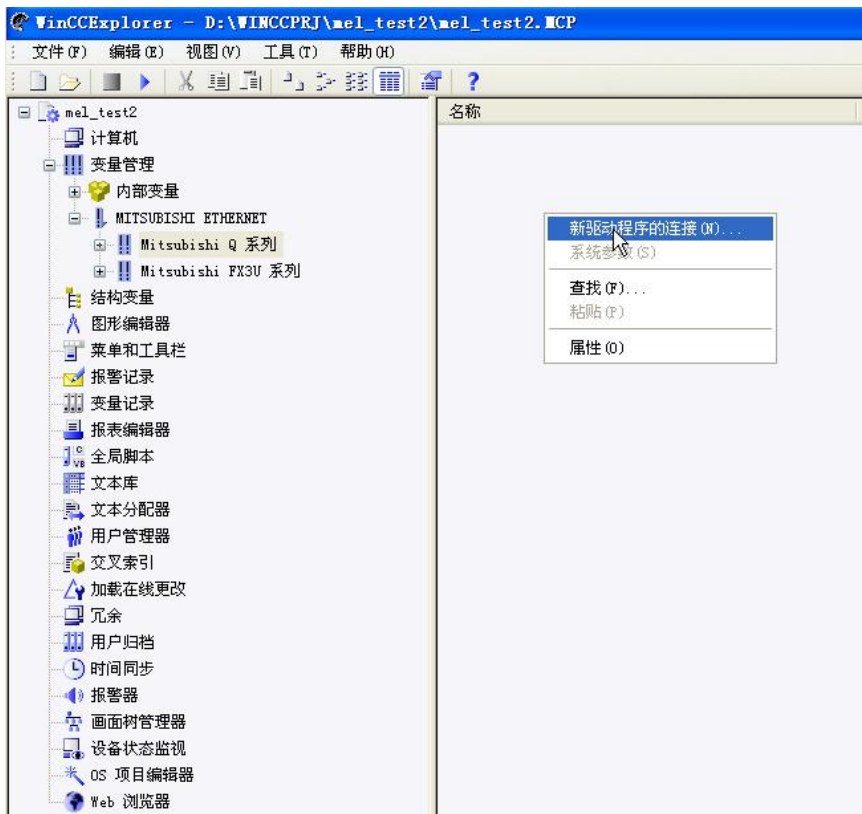 WinCCExplorer - D:\WINCCPRJ\mel_test2\mel_test2.MCP
文件(F) 编辑(E) 视图(V) 工具(T) 帮助(H)
mel_test2
名称
计算机
变量管理
内部变量
MITSUBISHI ETHERNET
Mitsubishi Q 系列
Mitsubishi FX3U 系列
新驱动程序的连接(N)...
系统参数(S)
查找(F)...
粘贴(P)
属性(O)
结构变量
图形编辑器
菜单和工具栏
报警记录
变量记录
报表编辑器
全局脚本
文本库
文本分配器
用户管理器
交叉索引
加载在线更改
冗余
用户归档
时间同步
报警器
画面树管理器
设备状态监视
OS 项目编辑器
Web 浏览器